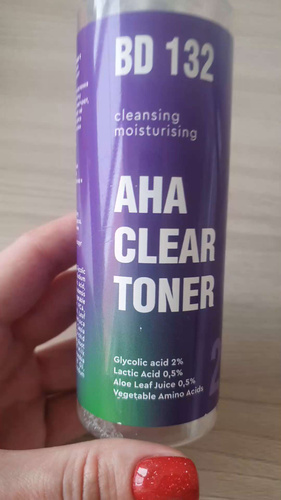 BD 132
cleansing
moisturising
AHA
CLEAR
TONER
Glycolic acid 2%
Lactic Acid 0,5%
Aloe Leaf Juice 0,5%
Vegetable Amino Acids
2